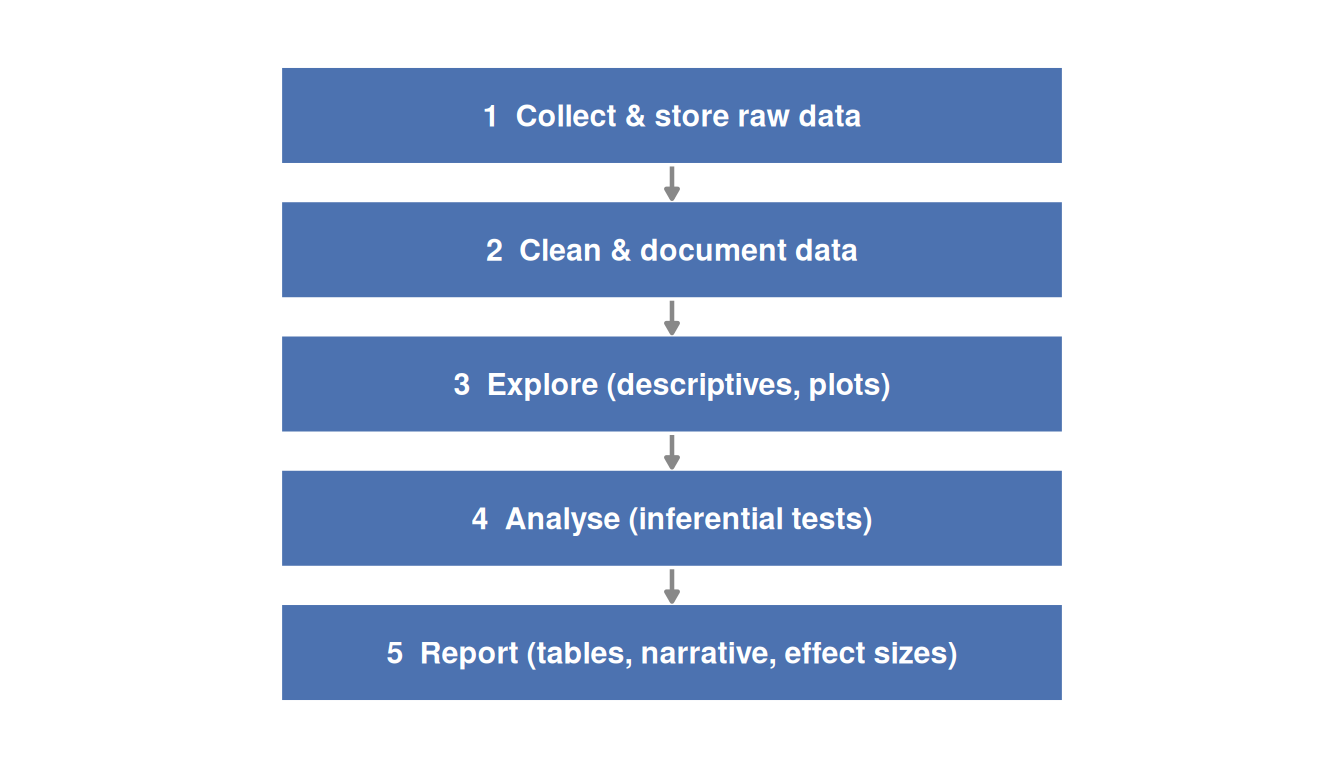 1 Collect & store raw data
2 Clean & document data
3 Explore (descriptives, plots)
4 Analyse (inferential tests)
5 Report (tables, narrative, effect sizes)